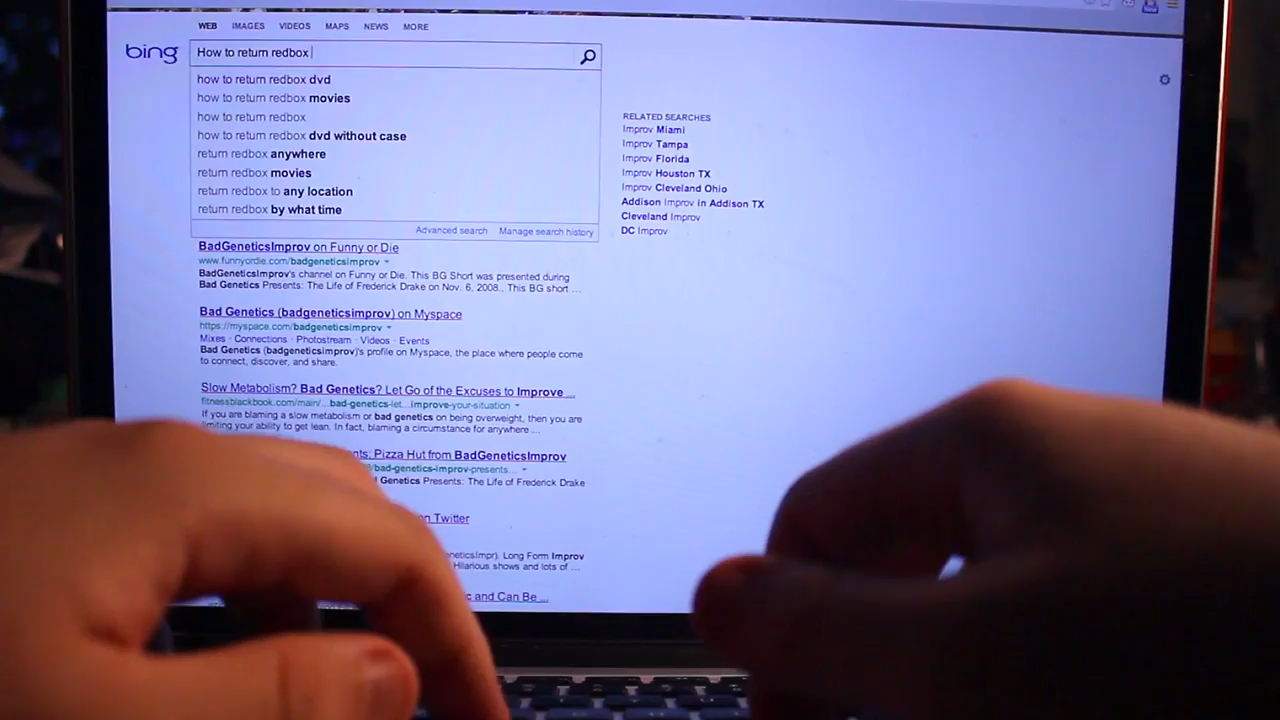 WEB IMAGES VIDEOS MAPS NEWS MORE
bing
How to return redbox
how to return redbox dvd
how to return redbox movies
how to return redbox
how to return redbox dvd without case
return redbox anywhere
return redbox movies
return redbox to any location
return redbox by what time
Advanced search Manage search history
RELATED SEARCHES
Improv Miami
Improv Tampa
Improv Florida
Improv Houston TX
Improv Cleveland Ohio
Addison Improv in Addison TX
Cleveland Improv
DC Improv
BadGeneticsImprov on Funny or Die
www.funnyordie.com/badgeneticsimprov
BadGeneticsImprov's channel on Funny or Die. This BG Short was presented during
Bad Genetics Presents: The Life of Frederick Drake on Nov. 6, 2008., This BG short ...
Bad Genetics (badgeneticsimprov) on Myspace
https://myspace.com/badgeneticsimprov
Mixes · Connections · Photostream · Videos · Events
Bad Genetics (badgeneticsimprov)'s profile on Myspace, the place where people come
to connect, discover, and share.
Slow Metabolism? Bad Genetics? Let Go of the Excuses to Improve ...
fitnessblackbook.com/main/...bad-genetics-let...improve-your-situation
If you are blaming a slow metabolism or bad genetics on being overweight, then you are
limiting your ability to get lean. In fact, blaming a circumstance for anywhere ...
nts: Pizza Hut from BadGeneticsImprov
/bad-genetics-improv-presents...
Genetics Presents: The Life of Frederick Drake
on Twitter
neticsImpr). Long Form Improv
Hilarious shows and lots of ...
c and Can Be ...